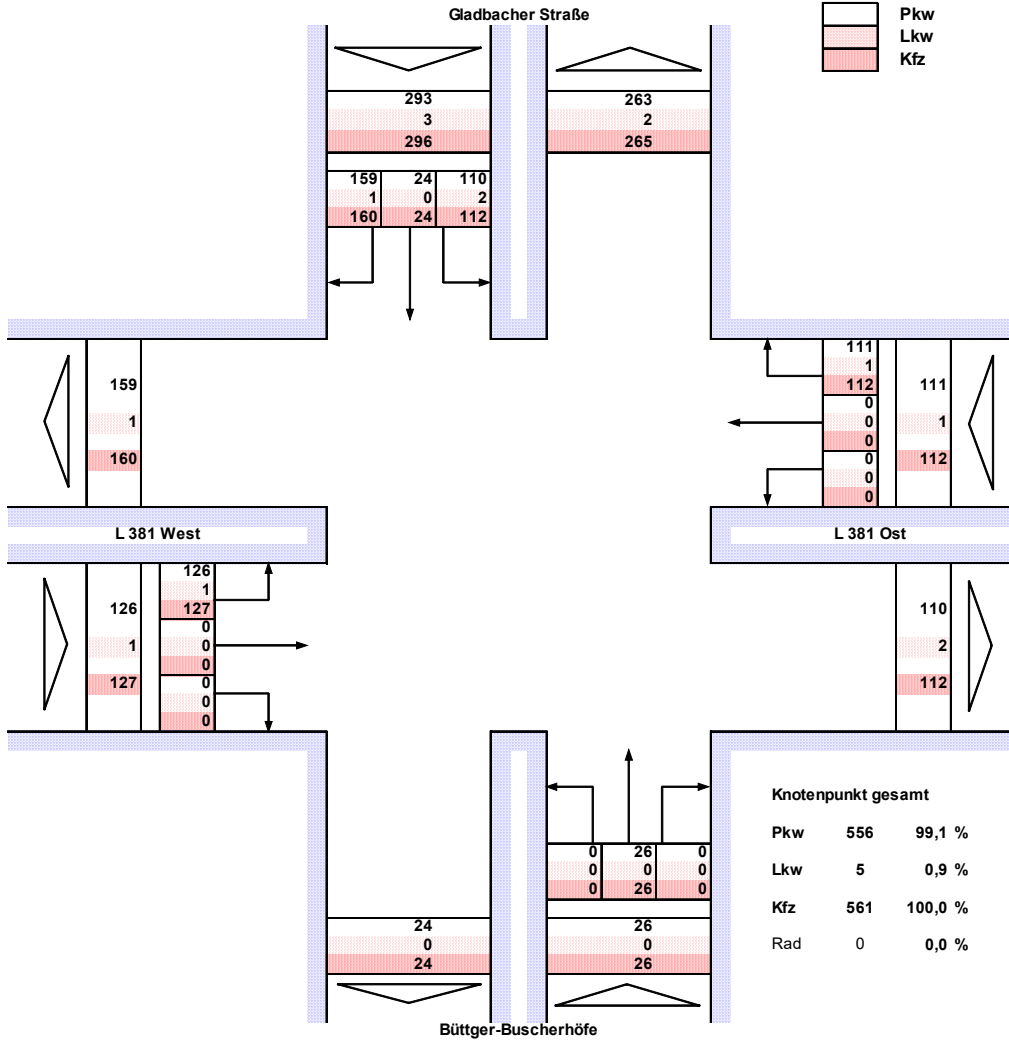 Gladbacher Straße
Pkw
Lkw
Kfz
293 263
3 2
296 265
159 24 110
1 0 2
160 24 112
159
1
160
111
1
112
0
0
0
0
0
0
111
1
112
L 381 West
L 381 Ost
126
1
127
126
1
127
0
0
0
0
0
0
110
2
112
Knotenpunkt gesamt
Pkw 556 99,1 %
Lkw 5 0,9 %
Kfz 561 100,0 %
Rad 0 0,0 %
0 26 0
0 0 0
0 26 0
24 26
0 0
24 26
Büttger-Buscherhöfe